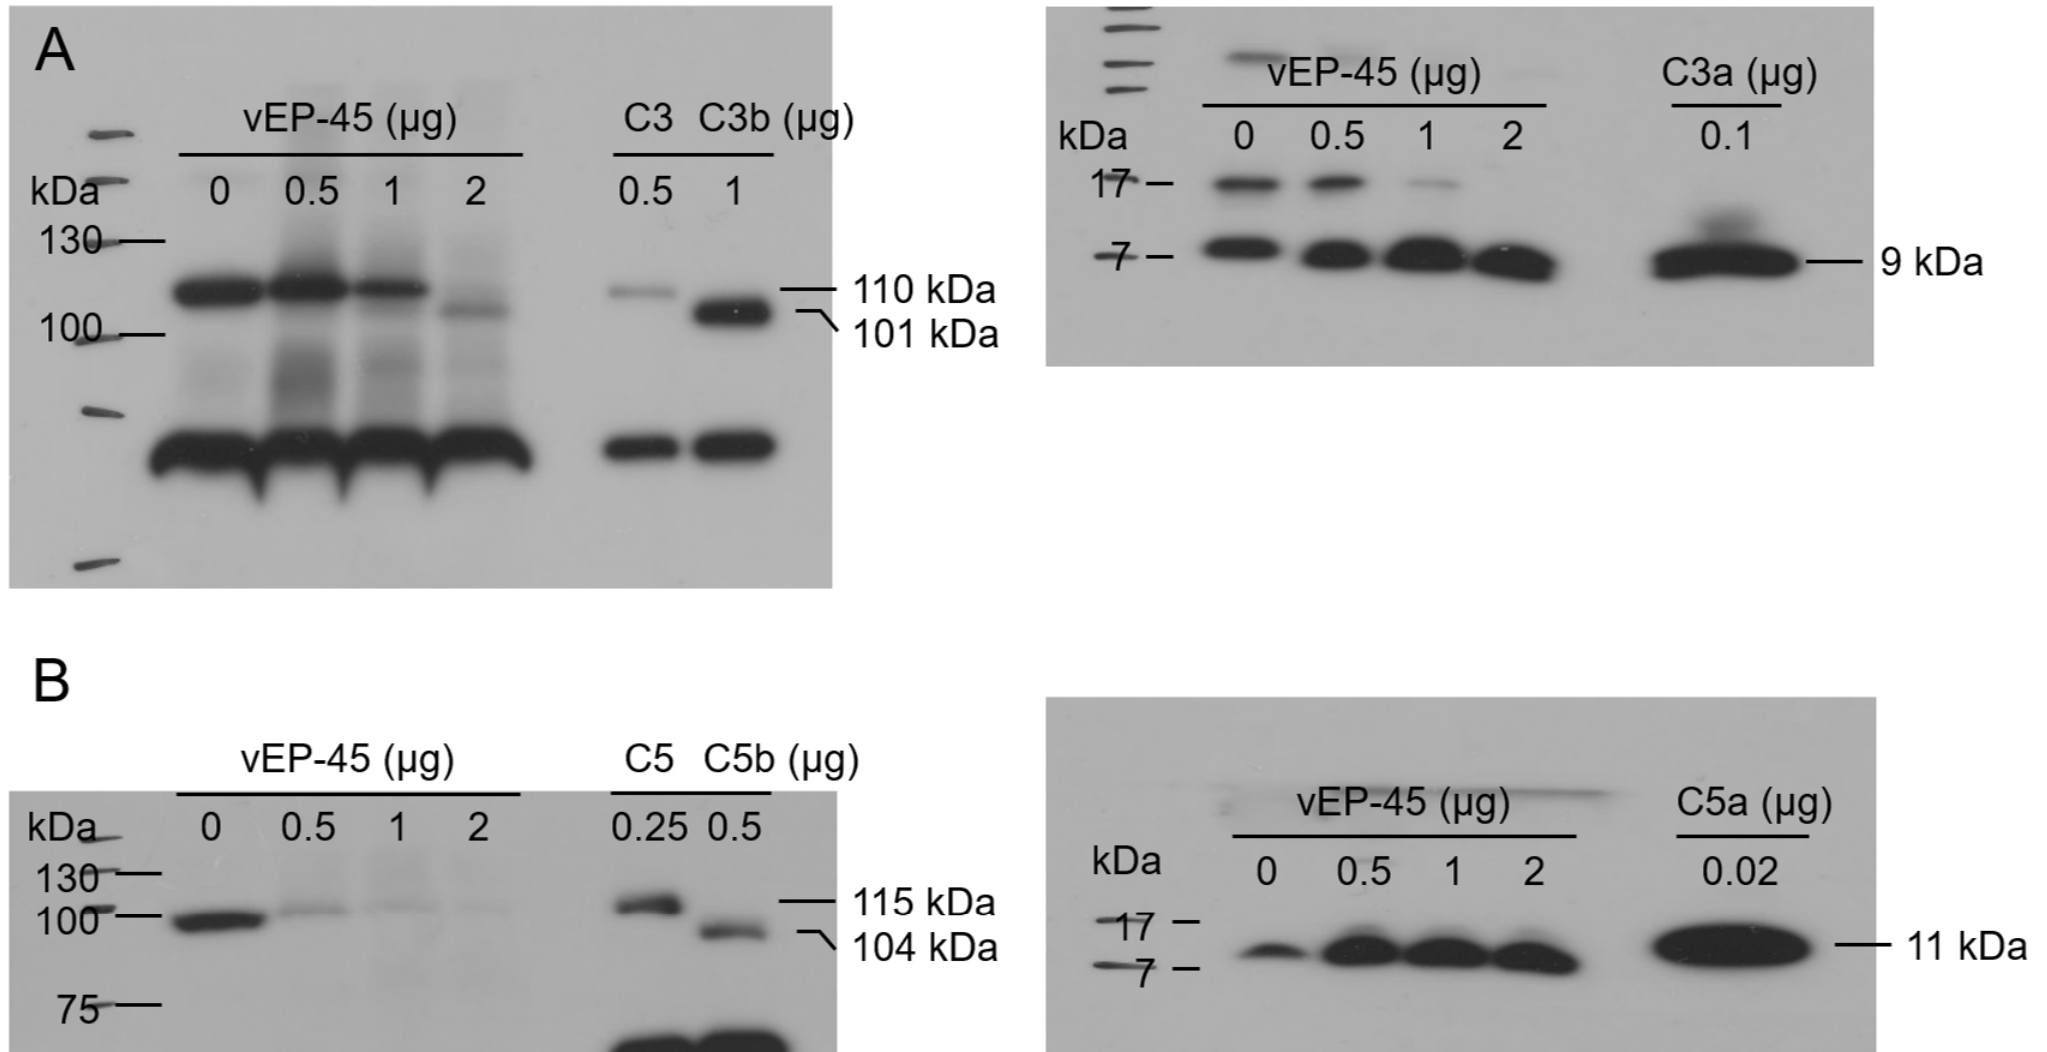 A
vEP-45 (µg)
C3 C3b (µg)
kDa 0 0.5 1 2 0.5 1
130
110 kDa
100
101 kDa
vEP-45 (µg)
C3a (µg)
kDa 0 0.5 1 2 0.1
17
7
9 kDa
B
vEP-45 (µg)
C5 C5b (µg)
kDa 0 0.5 1 2 0.25 0.5
130
115 kDa
100
104 kDa
75
vEP-45 (µg)
C5a (µg)
kDa 0 0.5 1 2 0.02
17
11 kDa
7